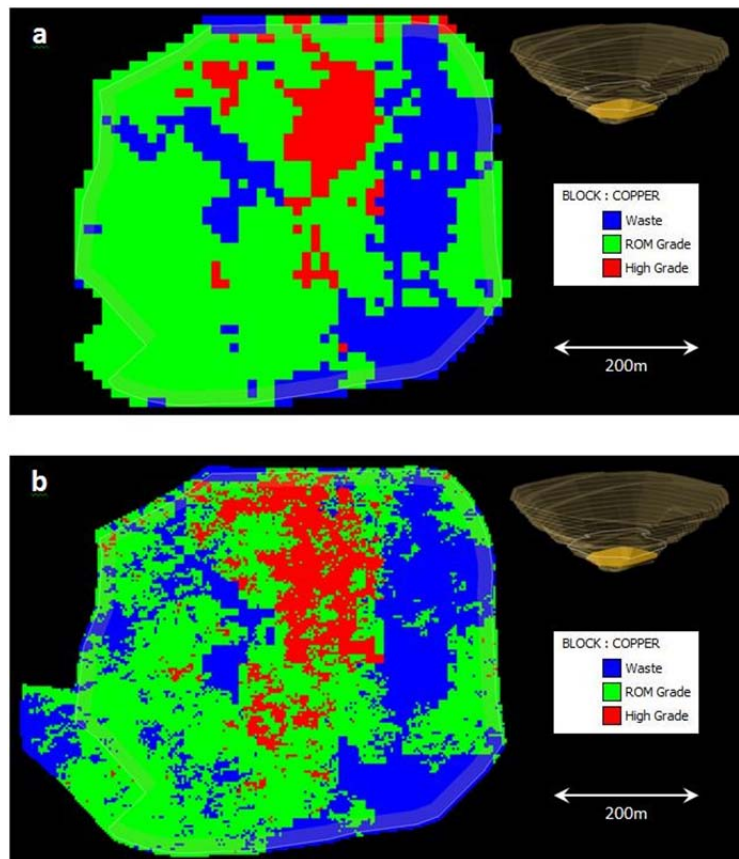 a
BLOCK : COPPER
Waste
ROM Grade
High Grade
200m
b
BLOCK : COPPER
Waste
ROM Grade
High Grade
200m